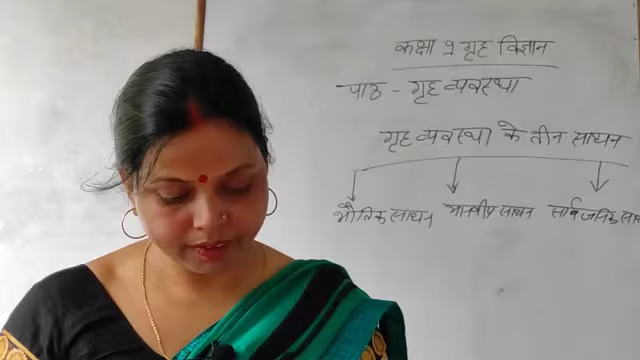 कक्षा 9 गृह विज्ञान
पाठ - गृह व्यवस्था
गृह व्यवस्था के तीन साधन
भौतिक साधन मानवीय साधन सार्वजनिक साध